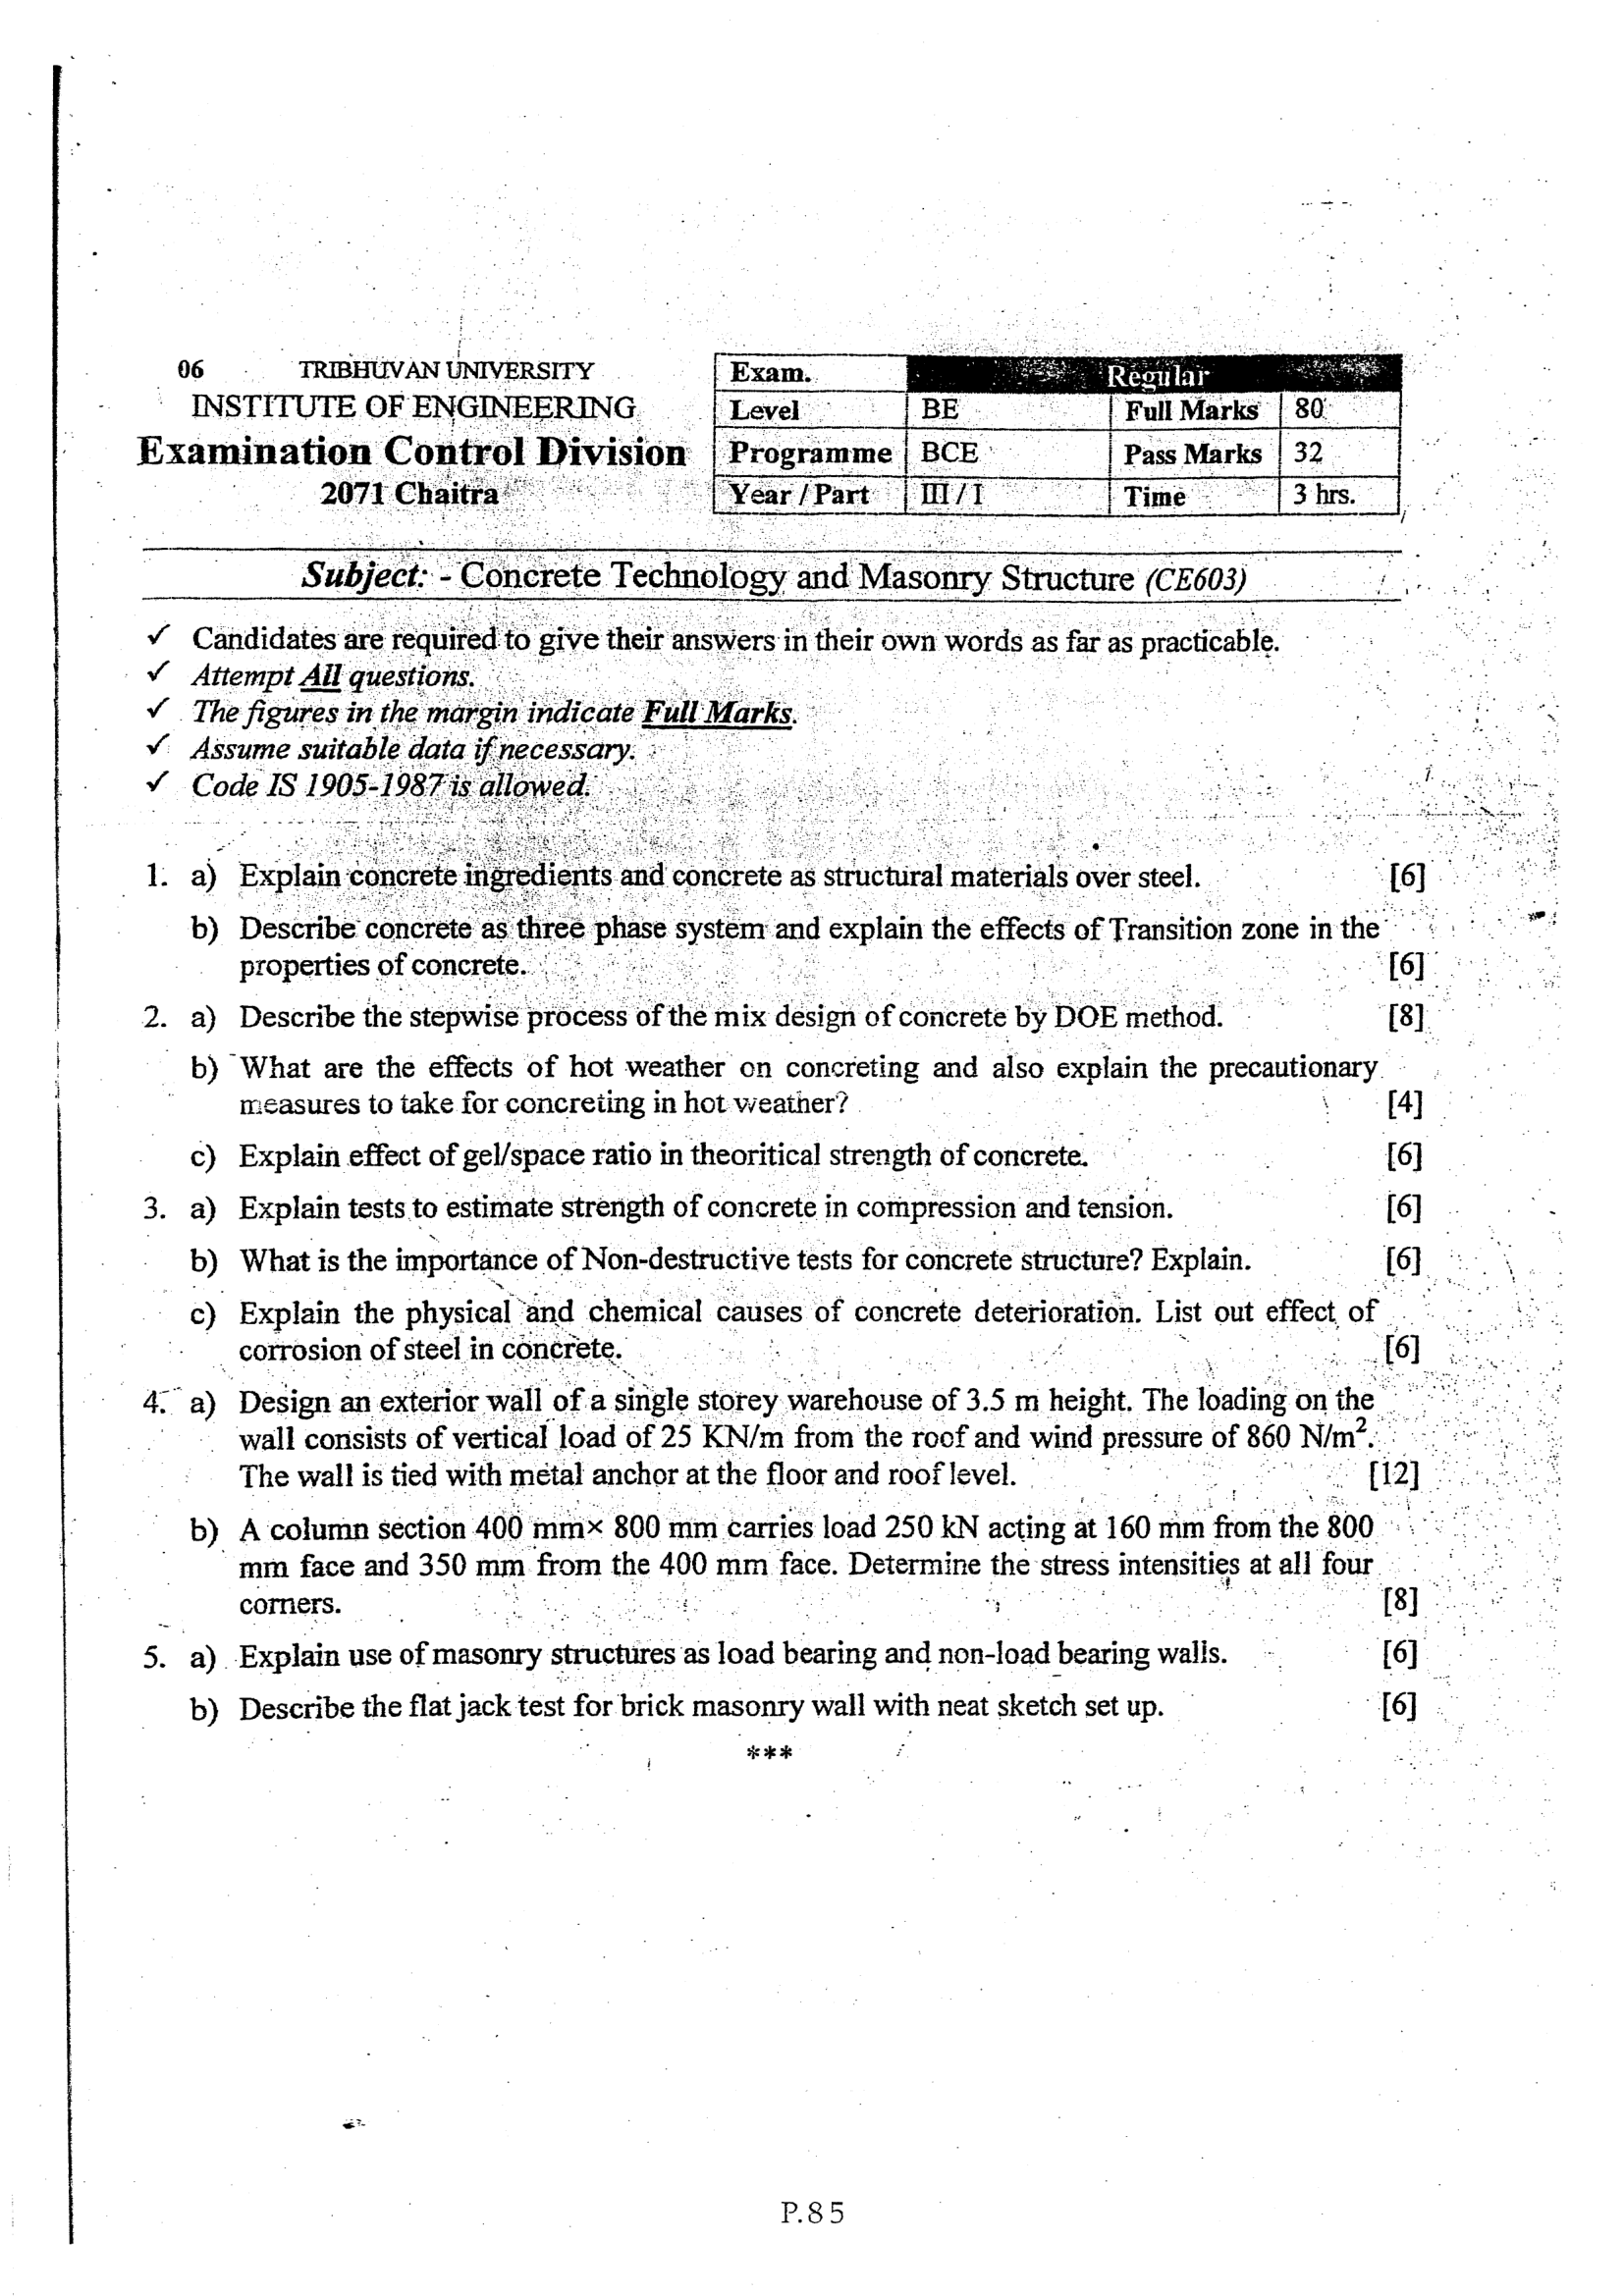 06 TRIBHUVAN UNIVERSITY
INSTITUTE OF ENGINEERING
Examination Control Division
2071 Chaitra
Exam. Regular
Level BE Full Marks 80
Programme BCE Pass Marks 32
Year / Part III / I Time 3 hrs.
Subject: - Concrete Technology and Masonry Structure (CE603)
✓ Candidates are required to give their answers in their own words as far as practicable.
✓ Attempt All questions.
✓ The figures in the margin indicate Full Marks.
✓ Assume suitable data if necessary.
✓ Code IS 1905-1987 is allowed.
1. a) Explain concrete ingredients and concrete as structural materials over steel. [6]
b) Describe concrete as three phase system and explain the effects of Transition zone in the
properties of concrete. [6]
2. a) Describe the stepwise process of the mix design of concrete by DOE method. [8]
b) What are the effects of hot weather on concreting and also explain the precautionary
measures to take for concreting in hot weather? [4]
c) Explain effect of gel/space ratio in theoritical strength of concrete. [6]
3. a) Explain tests to estimate strength of concrete in compression and tension. [6]
b) What is the importance of Non-destructive tests for concrete structure? Explain. [6]
c) Explain the physical and chemical causes of concrete deterioration. List out effect of
corrosion of steel in concrete. [6]
4. a) Design an exterior wall of a single storey warehouse of 3.5 m height. The loading on the
wall consists of vertical load of 25 KN/m from the roof and wind pressure of 860 N/m².
The wall is tied with metal anchor at the floor and roof level. [12]
b) A column section 400 mm× 800 mm carries load 250 kN acting at 160 mm from the 800
mm face and 350 mm from the 400 mm face. Determine the stress intensities at all four
corners. [8]
5. a) Explain use of masonry structures as load bearing and non-load bearing walls. [6]
b) Describe the flat jack test for brick masonry wall with neat sketch set up. [6]
***
P.85